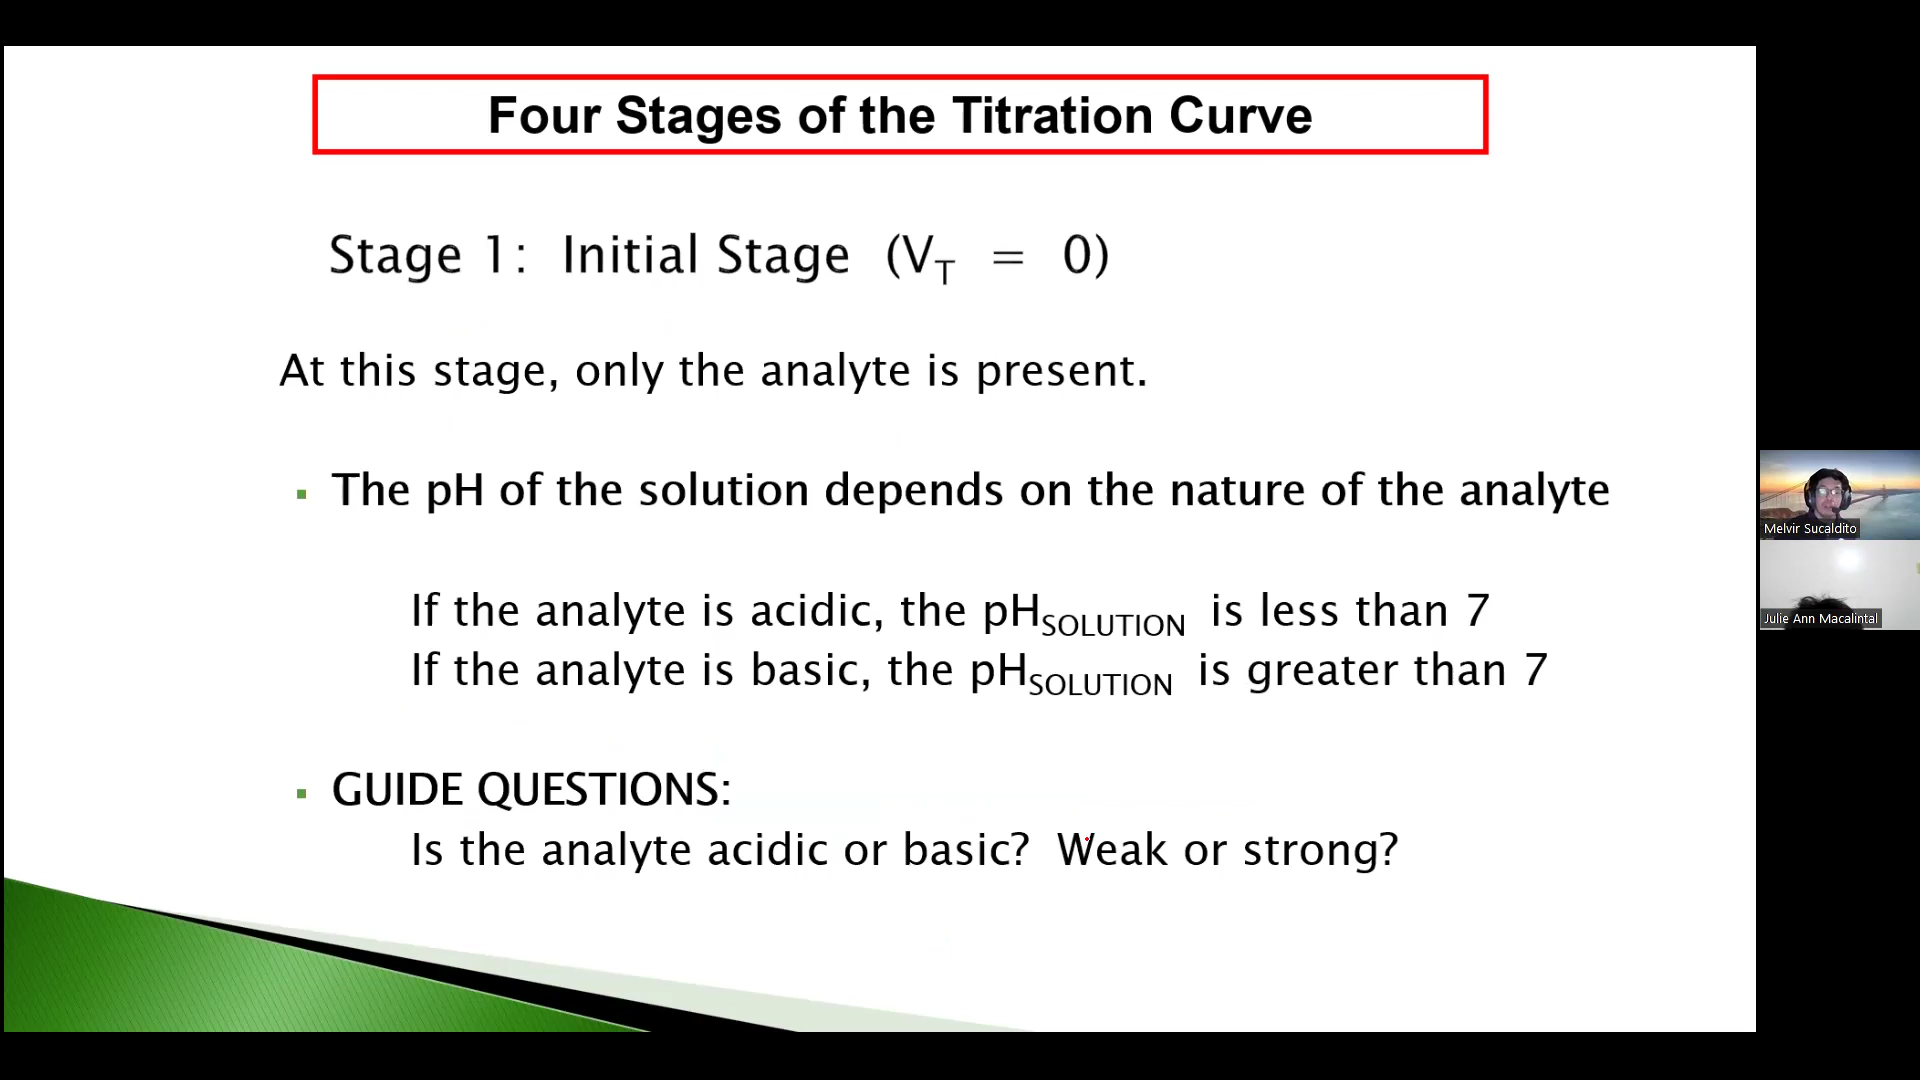 Four Stages of the Titration Curve
Stage 1: Initial Stage (VT = 0)
At this stage, only the analyte is present.
▪ The pH of the solution depends on the nature of the analyte
If the analyte is acidic, the pHSOLUTION is less than 7
If the analyte is basic, the pHSOLUTION is greater than 7
▪ GUIDE QUESTIONS:
Is the analyte acidic or basic? Weak or strong?
Melvir Sucaldito
Julie Ann Macalintal